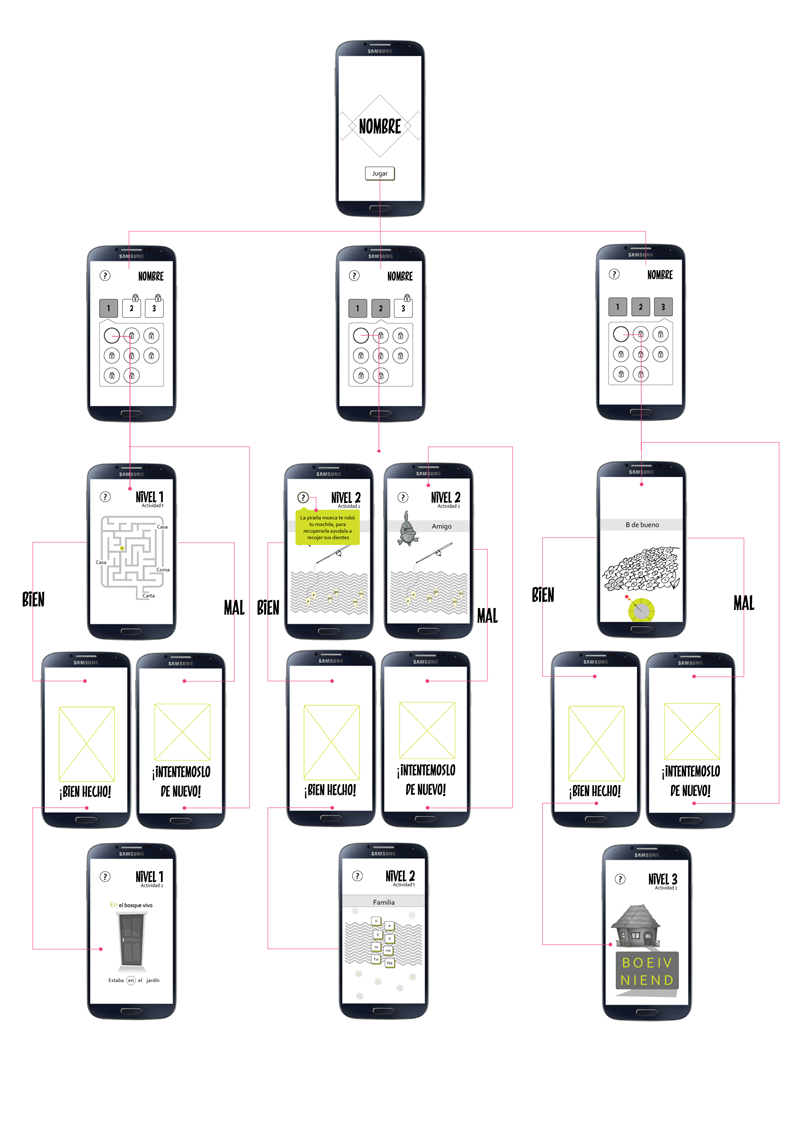 SAMSUNG
NOMBRE
Jugar
SAMSUNG
?
NOMBRE
1
2
3
SAMSUNG
?
NOMBRE
1
2
3
SAMSUNG
?
NOMBRE
1
2
3
SAMSUNG
?
NIVEL 1
Actividad 1
Casa
Casa
Coma
Carta
BIEN
MAL
SAMSUNG
?
NIVEL 2
Actividad 2
La piraña mueca te robó
tu mochila, para
recuperarla ayudala a
recojer sus dientes
SAMSUNG
?
NIVEL 2
Actividad 2
Amigo
BIEN
MAL
SAMSUNG
B de bueno
BIEN
MAL
SAMSUNG
¡BIEN HECHO!
SAMSUNG
¡INTENTEMOSLO
DE NUEVO!
SAMSUNG
¡BIEN HECHO!
SAMSUNG
¡INTENTEMOSLO
DE NUEVO!
SAMSUNG
¡BIEN HECHO!
SAMSUNG
¡INTENTEMOSLO
DE NUEVO!
SAMSUNG
?
NIVEL 1
Actividad 2
En el bosque vivo
Estaba en el jardín
SAMSUNG
?
NIVEL 2
Actividad 1
Familia
SAMSUNG
?
NIVEL 3
Actividad 2
BOEIV
NIEND